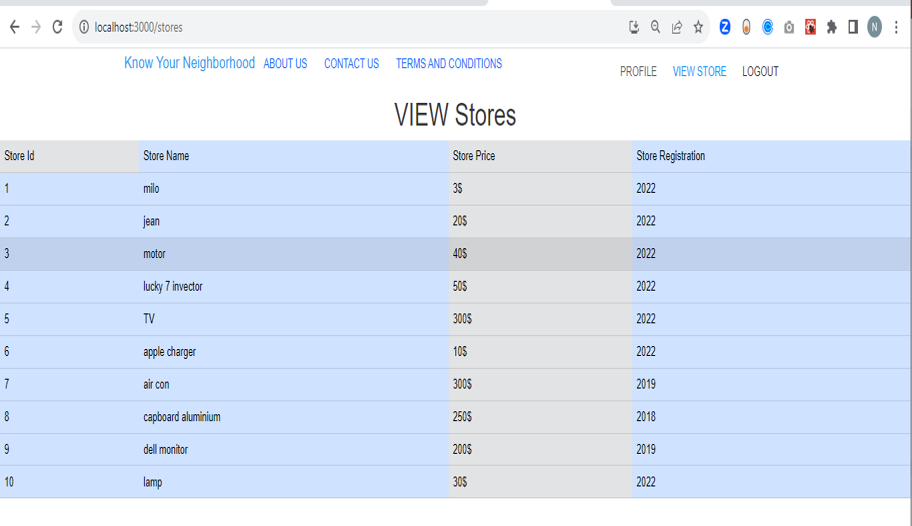 localhost:3000/stores
N
Know Your Neighborhood ABOUT US CONTACT US TERMS AND CONDITIONS PROFILE VIEW STORE LOGOUT
VIEW Stores
Store Id Store Name Store Price Store Registration
1 milo 3$ 2022
2 jean 20$ 2022
3 motor 40$ 2022
4 lucky 7 invector 50$ 2022
5 TV 300$ 2022
6 apple charger 10$ 2022
7 air con 300$ 2019
8 capboard aluminium 250$ 2018
9 dell monitor 200$ 2019
10 lamp 30$ 2022